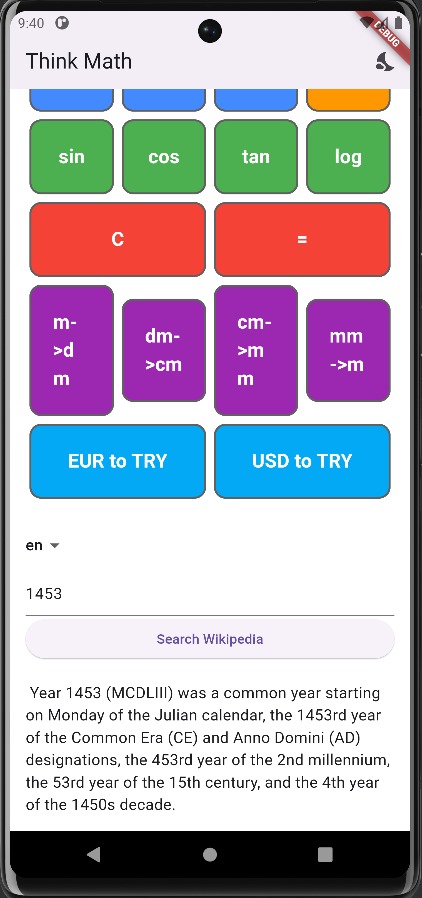 9:40
DEBUG
Think Math
sin cos tan log
C =
m-
>d
m
dm-
>cm
cm-
>m
m
mm
->m
EUR to TRY USD to TRY
en
1453
Search Wikipedia
Year 1453 (MCDLIII) was a common year starting
on Monday of the Julian calendar, the 1453rd year
of the Common Era (CE) and Anno Domini (AD)
designations, the 453rd year of the 2nd millennium,
the 53rd year of the 15th century, and the 4th year
of the 1450s decade.